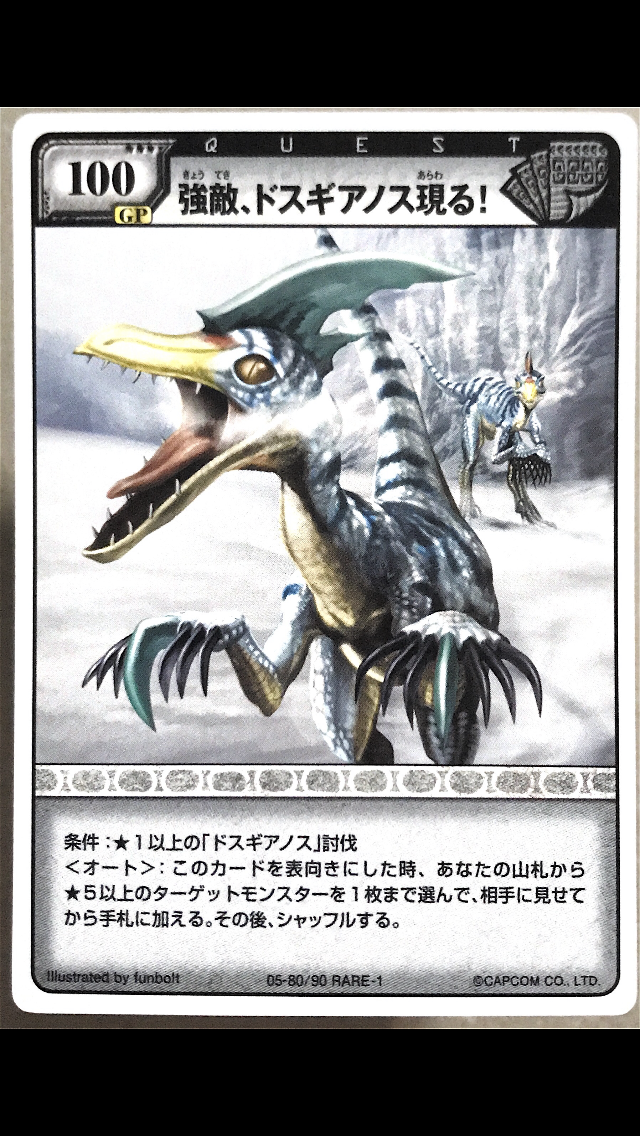 QUEST
100
GP
きょう てき あらわ
強敵、ドスギアノス現る!
条件:★1以上の「ドスギアノス」討伐
<オート>:このカードを表向きにした時、あなたの山札から
★5以上のターゲットモンスターを1枚まで選んで、相手に見せて
から手札に加える。その後、シャッフルする。
Illustrated by funbolt 05-80/90 RARE-1 ©CAPCOM CO., LTD.